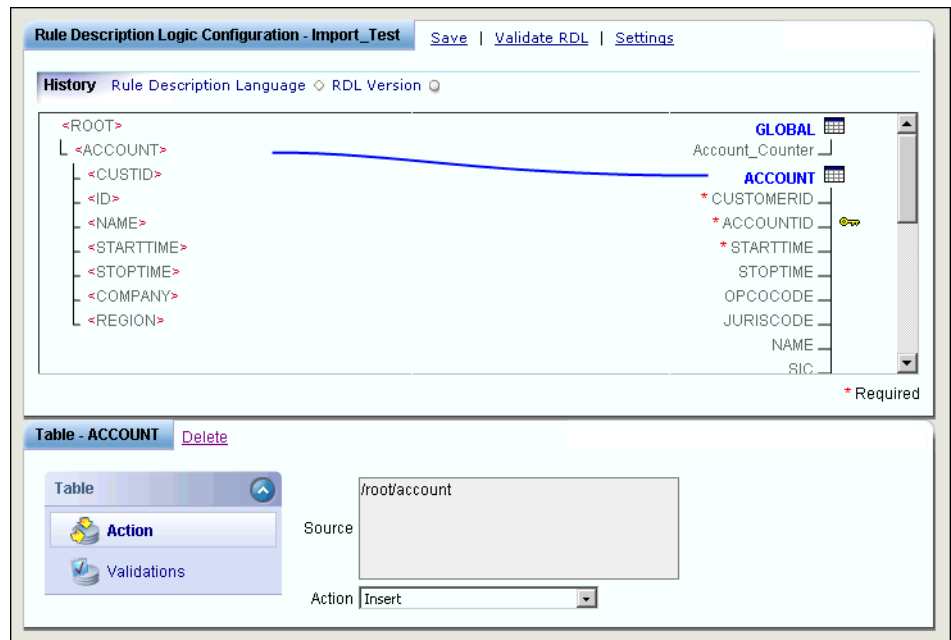 Rule Description Logic Configuration - Import_Test Save | Validate RDL | Settings
History Rule Description Language RDL Version
<ROOT> GLOBAL
<ACCOUNT> Account_Counter
<CUSTID> ACCOUNT
<ID> * CUSTOMERID
<NAME> * ACCOUNTID
<STARTTIME> * STARTTIME
<STOPTIME> STOPTIME
<COMPANY> OPCOCODE
<REGION> JURISCODE
NAME
SIC
* Required
Table - ACCOUNT Delete
Table
Action
Validations
Source /root/account
Action Insert